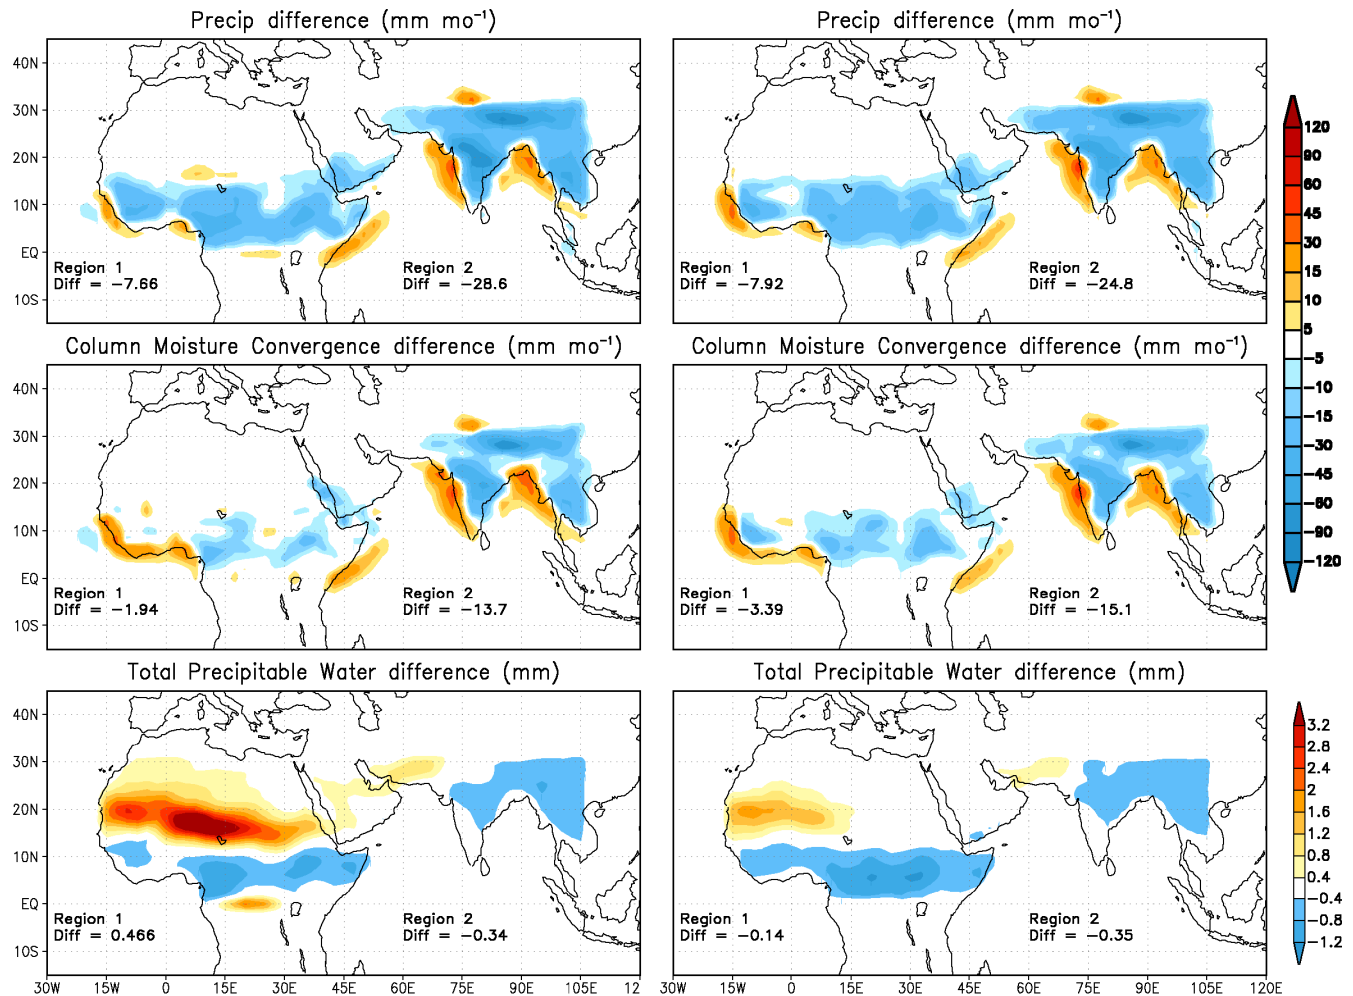 Precip difference (mm mo⁻¹)
Precip difference (mm mo⁻¹)
40N
30N
20N
10N
EQ
10S
Region 1
Diff = −7.66
Region 2
Diff = −28.6
Region 1
Diff = −7.92
Region 2
Diff = −24.8
120
90
60
45
30
15
10
5
−5
−10
−15
−30
−45
−60
−90
−120
Column Moisture Convergence difference (mm mo⁻¹)
Column Moisture Convergence difference (mm mo⁻¹)
40N
30N
20N
10N
EQ
10S
Region 1
Diff = −1.94
Region 2
Diff = −13.7
Region 1
Diff = −3.39
Region 2
Diff = −15.1
Total Precipitable Water difference (mm)
Total Precipitable Water difference (mm)
40N
30N
20N
10N
EQ
10S
Region 1
Diff = 0.466
Region 2
Diff = −0.34
Region 1
Diff = −0.14
Region 2
Diff = −0.35
3.2
2.8
2.4
2
1.6
1.2
0.8
0.4
−0.4
−0.8
−1.2
30W 15W 0 15E 30E 45E 60E 75E 90E 105E 12
30W 15W 0 15E 30E 45E 60E 75E 90E 105E 120E